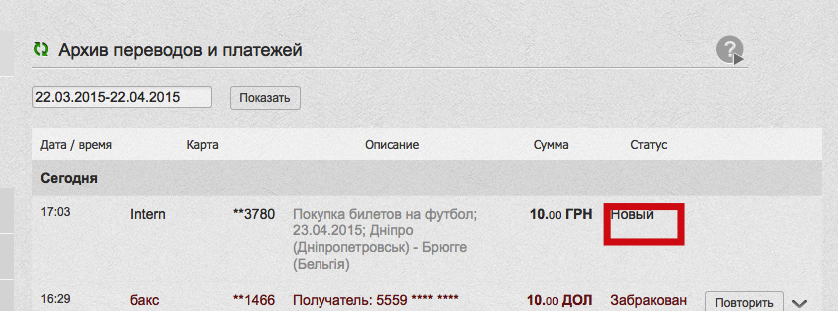 Архив переводов и платежей
?
22.03.2015-22.04.2015 Показать
Дата / время Карта Описание Сумма Статус
Сегодня
17:03 Intern **3780 Покупка билетов на футбол; 10.00 ГРН Новый
23.04.2015; Дніпро
(Дніпропетровськ) - Брюгге
(Бельгія)
16:29 бакс **1466 Получатель: 5559 **** **** 10.00 ДОЛ Забракован Повторить